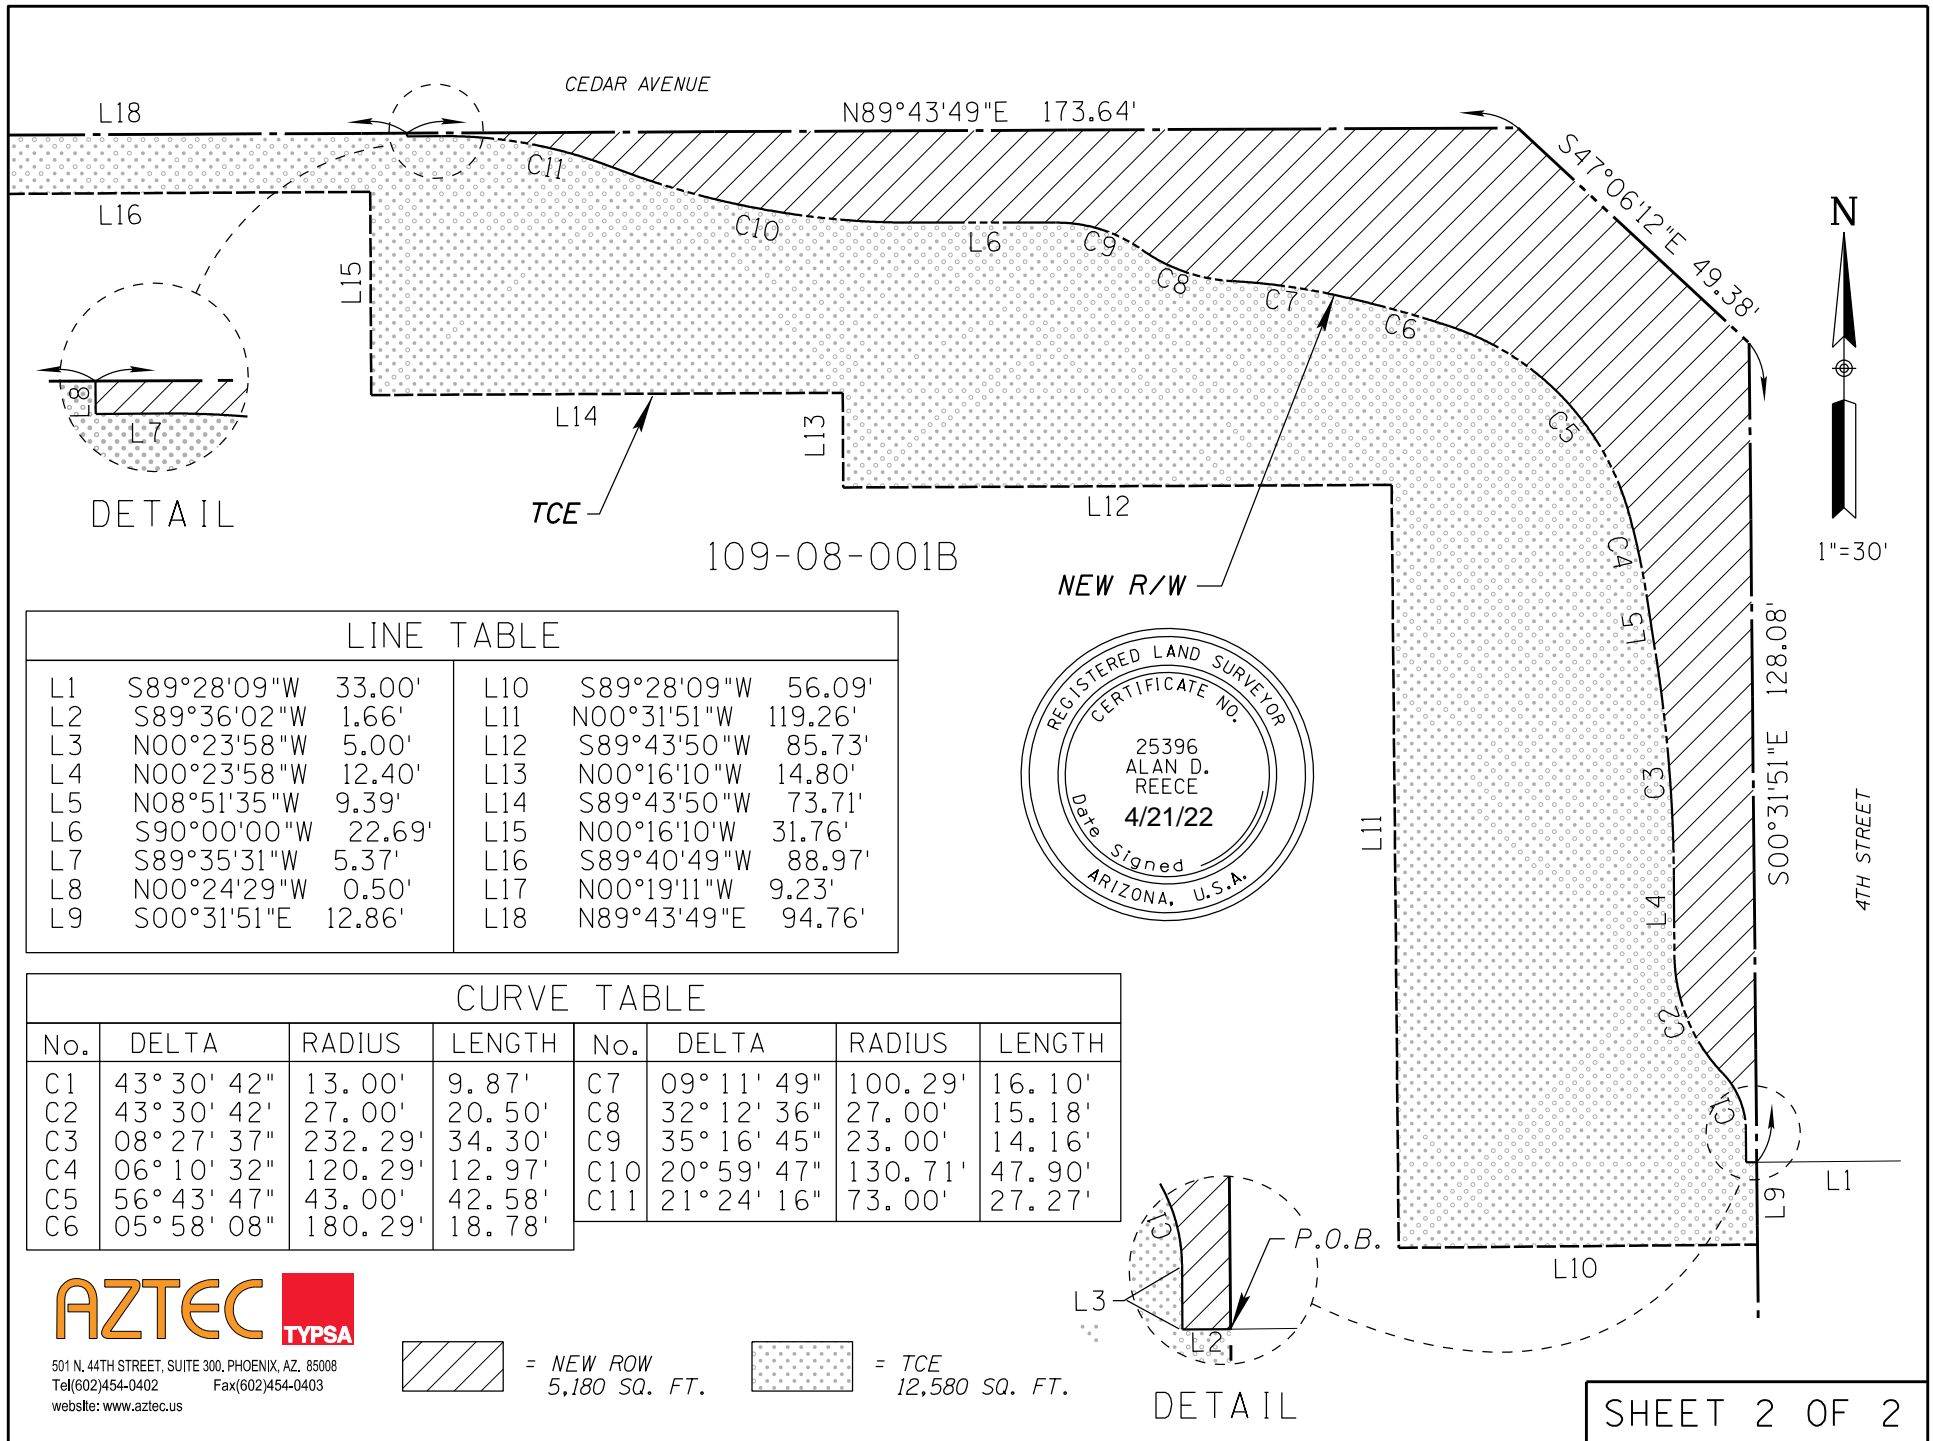 CEDAR AVENUE
L18
N89°43'49"E 173.64'
S47°06'12"E 49.38'
C11
L16
C10
L6
C9
C8
C7
C6
N
L15
L8
L7
L14
L13
C5
DETAIL
TCE
L12
109-08-001B
NEW R/W
C4
1"=30'
L5
LINE TABLE
L1 S89°28'09"W 33.00'
L2 S89°36'02"W 1.66'
L3 N00°23'58"W 5.00'
L4 N00°23'58"W 12.40'
L5 N08°51'35"W 9.39'
L6 S90°00'00"W 22.69'
L7 S89°35'31"W 5.37'
L8 N00°24'29"W 0.50'
L9 S00°31'51"E 12.86'
L10 S89°28'09"W 56.09'
L11 N00°31'51"W 119.26'
L12 S89°43'50"W 85.73'
L13 N00°16'10"W 14.80'
L14 S89°43'50"W 73.71'
L15 N00°16'10"W 31.76'
L16 S89°40'49"W 88.97'
L17 N00°19'11"W 9.23'
L18 N89°43'49"E 94.76'
REGISTERED LAND SURVEYOR
CERTIFICATE NO.
25396
ALAN D.
REECE
4/21/22
Date Signed
ARIZONA, U.S.A.
L11
C3
L4
S00°31'51"E 128.08'
4TH STREET
C2
C1
L1
L9
L10
CURVE TABLE
No. DELTA RADIUS LENGTH No. DELTA RADIUS LENGTH
C1 43°30'42" 13.00' 9.87' C7 09°11'49" 100.29' 16.10'
C2 43°30'42' 27.00' 20.50' C8 32°12'36" 27.00' 15.18'
C3 08°27'37" 232.29' 34.30' C9 35°16'45" 23.00' 14.16'
C4 06°10'32" 120.29' 12.97' C10 20°59'47" 130.71' 47.90'
C5 56°43'47" 43.00' 42.58' C11 21°24'16" 73.00' 27.27'
C6 05°58'08" 180.29' 18.78'
C1
P.O.B.
L3
L2
DETAIL
AZTEC
TYPSA
501 N. 44TH STREET, SUITE 300. PHOENIX, AZ. 85008
Tel(602)454-0402 Fax(602)454-0403
website: www.aztec.us
= NEW ROW
5,180 SQ. FT.
= TCE
12,580 SQ. FT.
SHEET 2 OF 2